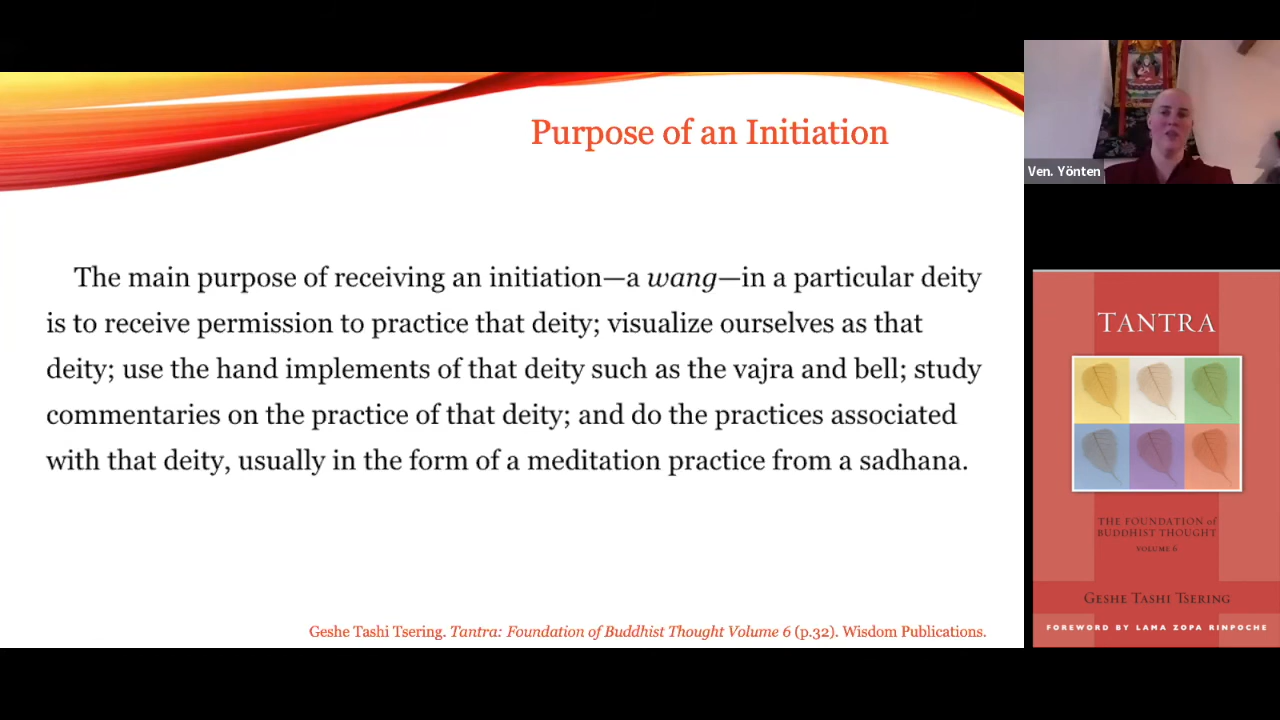 Purpose of an Initiation
The main purpose of receiving an initiation—a wang—in a particular deity
is to receive permission to practice that deity; visualize ourselves as that
deity; use the hand implements of that deity such as the vajra and bell; study
commentaries on the practice of that deity; and do the practices associated
with that deity, usually in the form of a meditation practice from a sadhana.
Geshe Tashi Tsering. Tantra: Foundation of Buddhist Thought Volume 6 (p.32). Wisdom Publications.
Ven. Yönten
TANTRA
THE FOUNDATION of
BUDDHIST THOUGHT
VOLUME 6
GESHE TASHI TSERING
FOREWORD BY LAMA ZOPA RINPOCHE